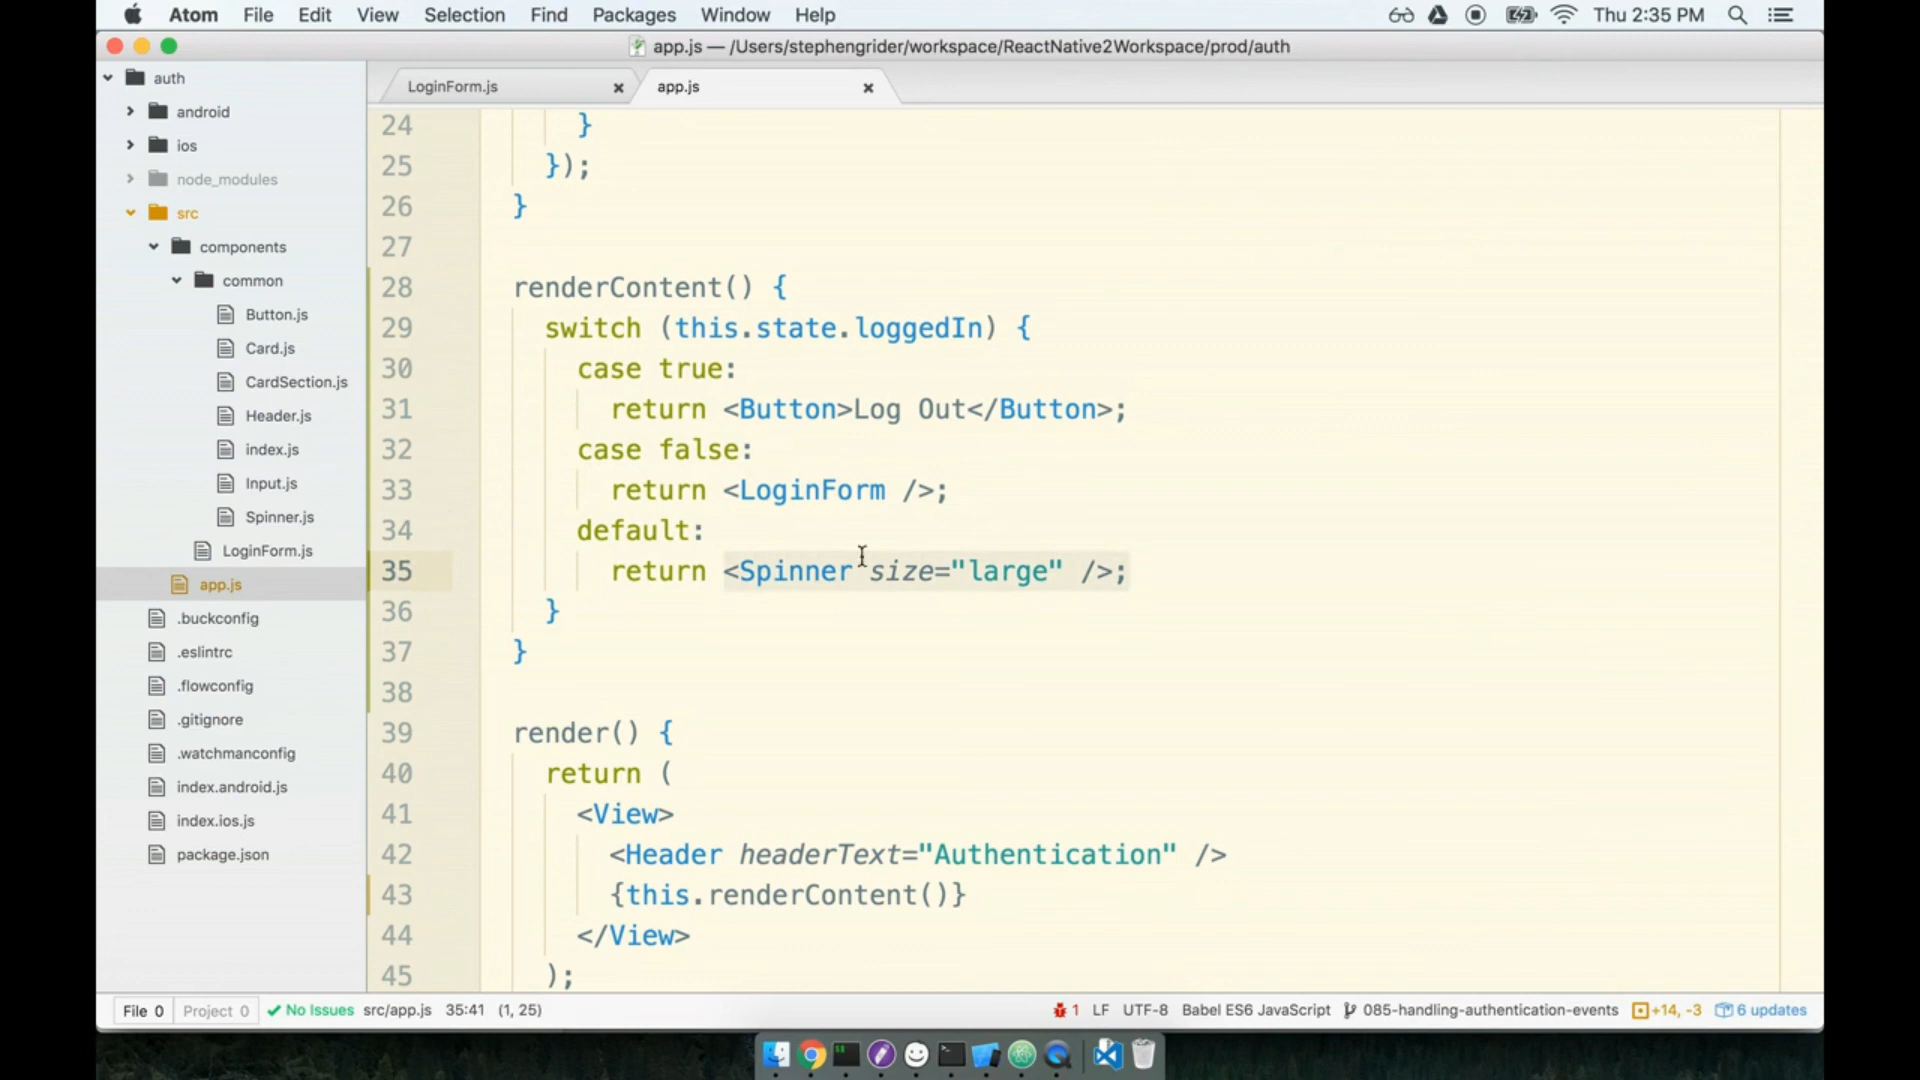 Atom File Edit View Selection Find Packages Window Help Thu 2:35 PM
app.js — /Users/stephengrider/workspace/ReactNative2Workspace/prod/auth
auth
android
ios
node_modules
src
components
common
Button.js
Card.js
CardSection.js
Header.js
index.js
Input.js
Spinner.js
LoginForm.js
app.js
.buckconfig
.eslintrc
.flowconfig
.gitignore
.watchmanconfig
index.android.js
index.ios.js
package.json
LoginForm.js app.js
24 }
25 });
26 }
27
28 renderContent() {
29 switch (this.state.loggedIn) {
30 case true:
31 return <Button>Log Out</Button>;
32 case false:
33 return <LoginForm />;
34 default:
35 return <Spinner size="large" />;
36 }
37 }
38
39 render() {
40 return (
41 <View>
42 <Header headerText="Authentication" />
43 {this.renderContent()}
44 </View>
45 );
File 0 Project 0 No Issues src/app.js 35:41 (1, 25) 1 LF UTF-8 Babel ES6 JavaScript 085-handling-authentication-events +14, -3 6 updates